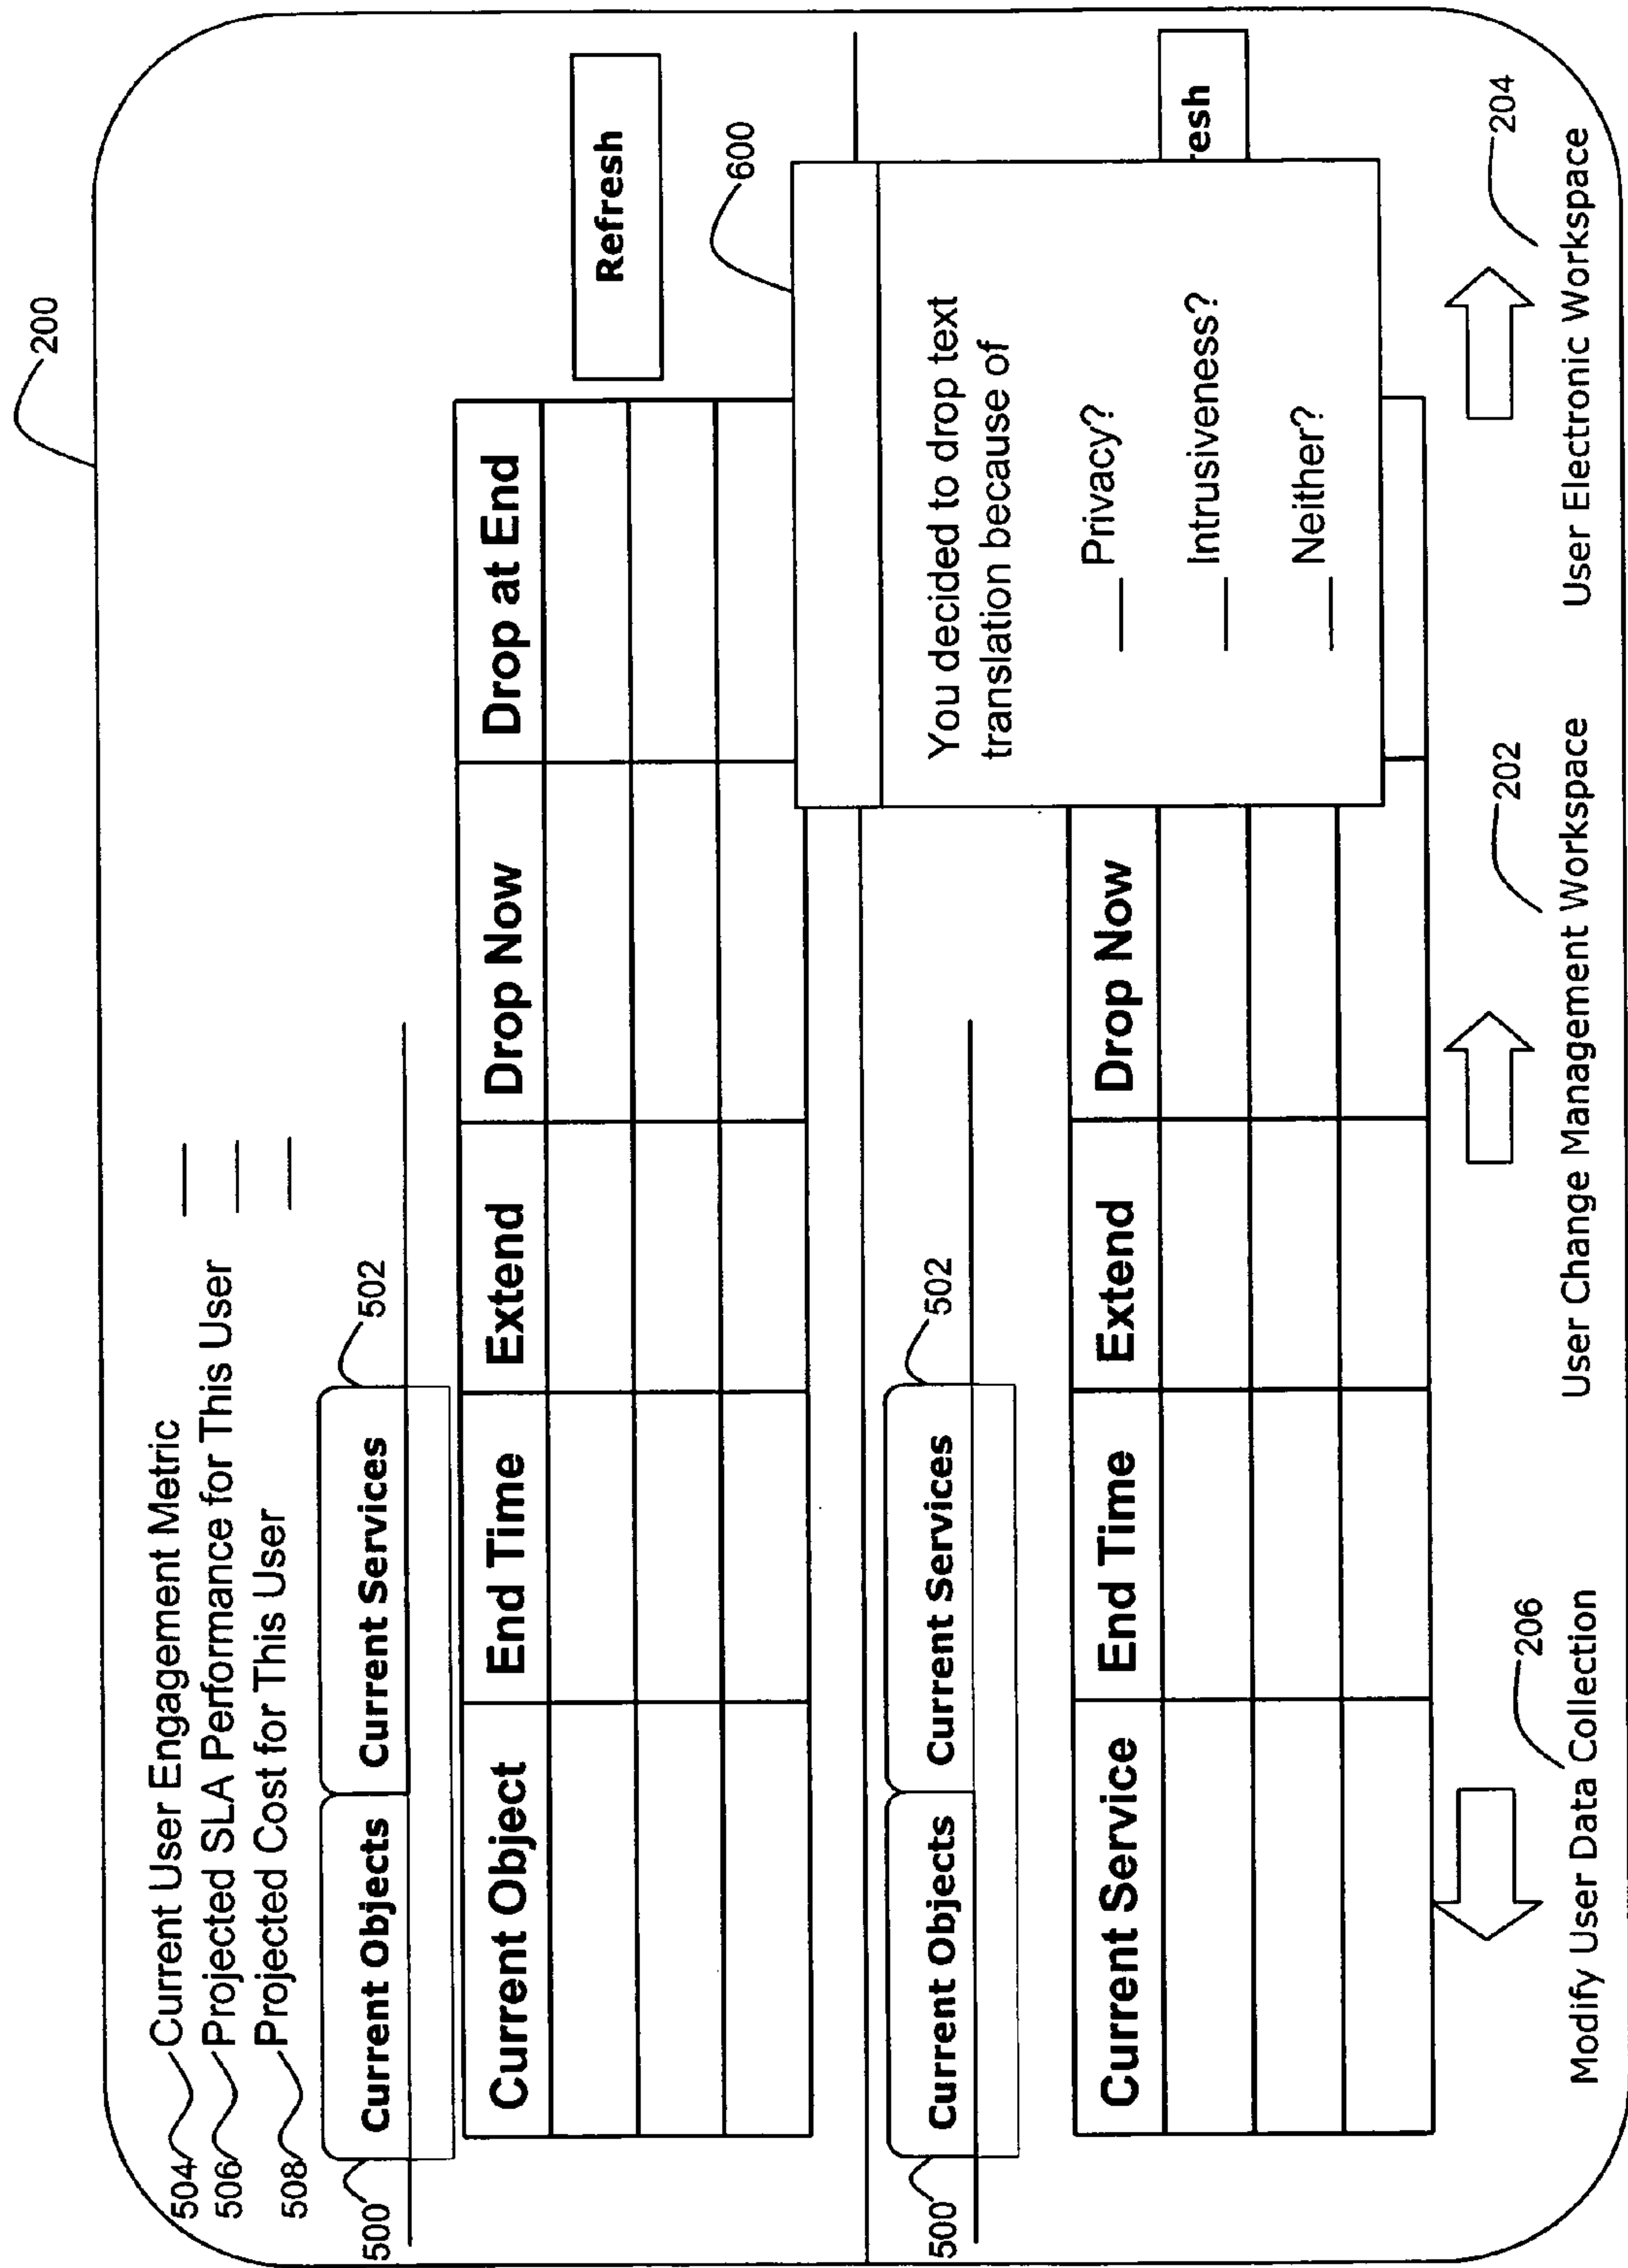 200
504 Current User Engagement Metric
506 Projected SLA Performance for This User
508 Projected Cost for This User
500 Current Objects Current Services 502
Current Object End Time Extend Drop Now Drop at End
Refresh
600
500 Current Objects Current Services 502
Current Service End Time Extend Drop Now
You decided to drop text
translation because of
Privacy?
Intrusiveness?
Neither?
resh
206 202 204
Modify User Data Collection User Change Management Workspace User Electronic Workspace